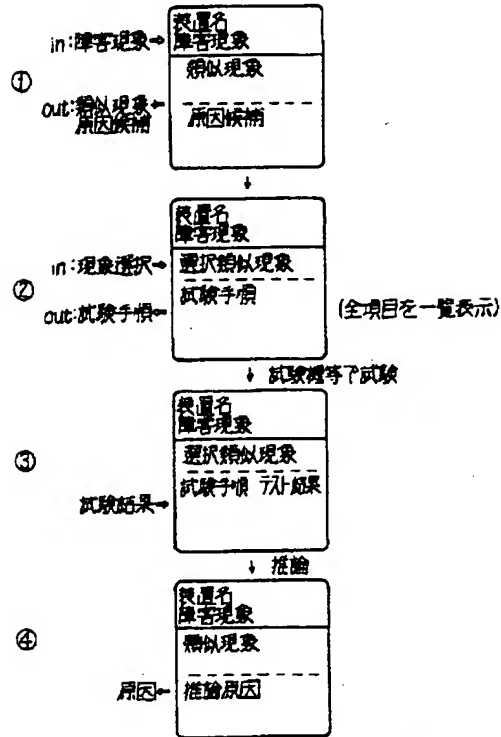 装置名
in:障害現象→ 障害現象
類似現象
①
out:類似現象←
原因候補 原因候補
↓
装置名
障害現象
in:現象選択→ 選択類似現象
②
試験手順
out:試験手順← (全項目を一覧表示)
↓ 試験機等で試験
装置名
障害現象
③
選択類似現象
試験手順 テスト結果
試験結果→
↓ 推論
装置名
障害現象
④
類似現象
原因← 推論原因